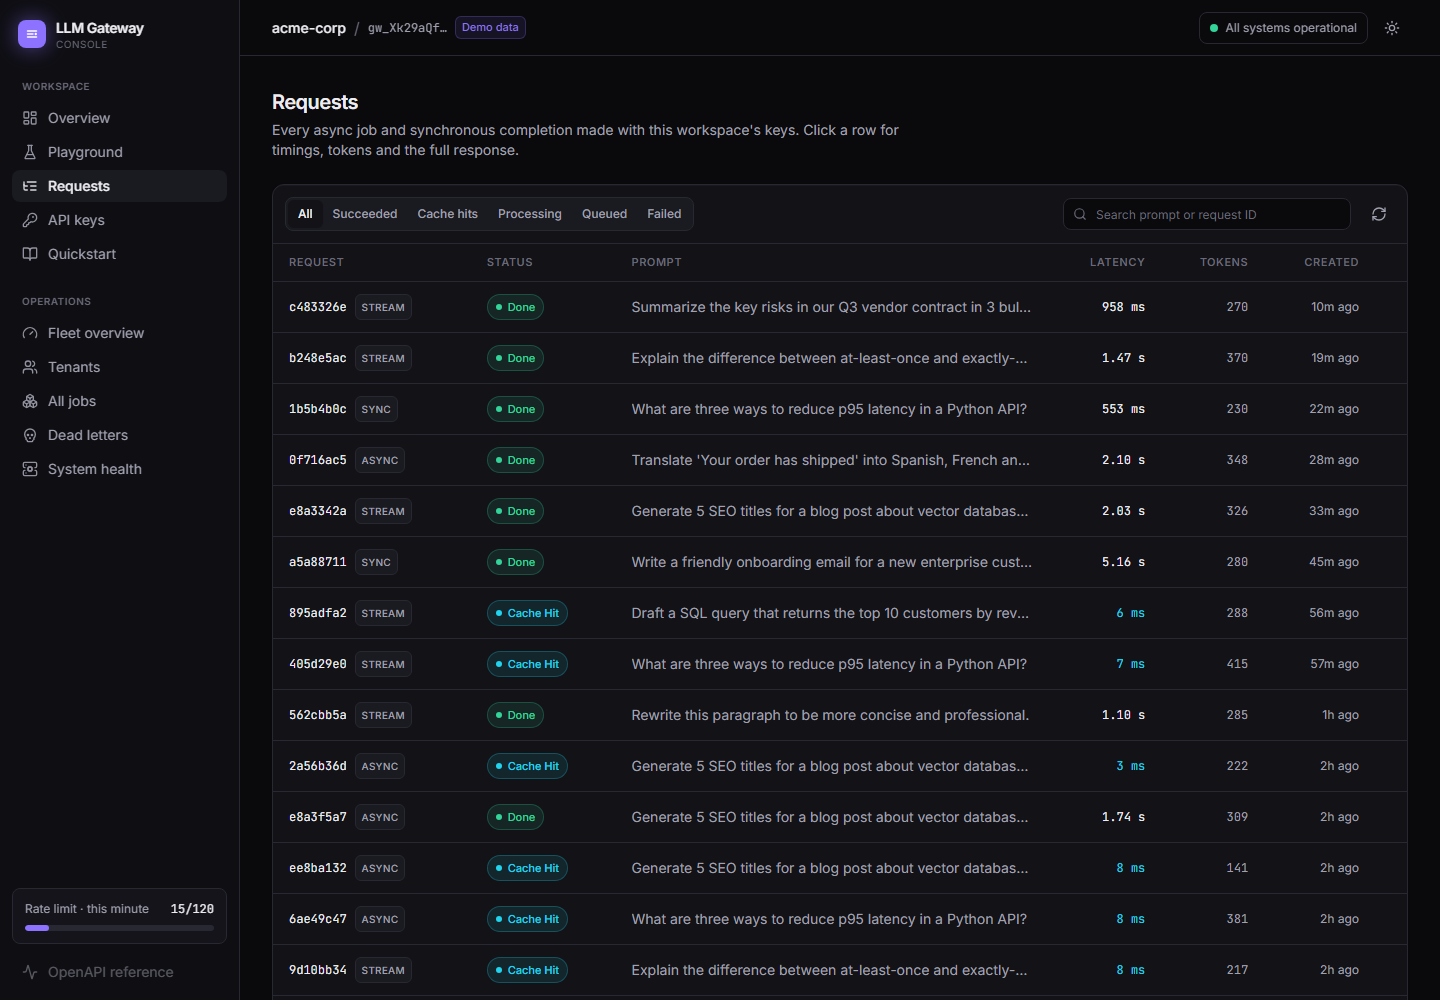 LLM Gateway
CONSOLE
acme-corp / gw_Xk29aQf… Demo data
All systems operational
WORKSPACE
Overview
Playground
Requests
API keys
Quickstart
OPERATIONS
Fleet overview
Tenants
All jobs
Dead letters
System health
Rate limit · this minute 15/120
OpenAPI reference
Requests
Every async job and synchronous completion made with this workspace's keys. Click a row for
timings, tokens and the full response.
All Succeeded Cache hits Processing Queued Failed
Search prompt or request ID
REQUEST STATUS PROMPT LATENCY TOKENS CREATED
c483326e STREAM Done Summarize the key risks in our Q3 vendor contract in 3 bul... 958 ms 270 10m ago
b248e5ac STREAM Done Explain the difference between at-least-once and exactly-... 1.47 s 370 19m ago
1b5b4b0c SYNC Done What are three ways to reduce p95 latency in a Python API? 553 ms 230 22m ago
0f716ac5 ASYNC Done Translate 'Your order has shipped' into Spanish, French an... 2.10 s 348 28m ago
e8a3342a STREAM Done Generate 5 SEO titles for a blog post about vector databas... 2.03 s 326 33m ago
a5a88711 SYNC Done Write a friendly onboarding email for a new enterprise cust... 5.16 s 280 45m ago
895adfa2 STREAM Cache Hit Draft a SQL query that returns the top 10 customers by rev... 6 ms 288 56m ago
405d29e0 STREAM Cache Hit What are three ways to reduce p95 latency in a Python API? 7 ms 415 57m ago
562cbb5a STREAM Done Rewrite this paragraph to be more concise and professional. 1.10 s 285 1h ago
2a56b36d ASYNC Cache Hit Generate 5 SEO titles for a blog post about vector databas... 3 ms 222 2h ago
e8a3f5a7 ASYNC Done Generate 5 SEO titles for a blog post about vector databas... 1.74 s 309 2h ago
ee8ba132 ASYNC Cache Hit Generate 5 SEO titles for a blog post about vector databas... 8 ms 141 2h ago
6ae49c47 ASYNC Cache Hit What are three ways to reduce p95 latency in a Python API? 8 ms 381 2h ago
9d10bb34 STREAM Cache Hit Explain the difference between at-least-once and exactly-... 8 ms 217 2h ago